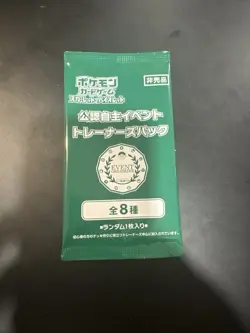 ポケモン
カードゲーム
スカーレット&バイオレット
非売品
公認自主イベント
トレーナーズパック
EVENT
全8種
*ランダム1枚入り*